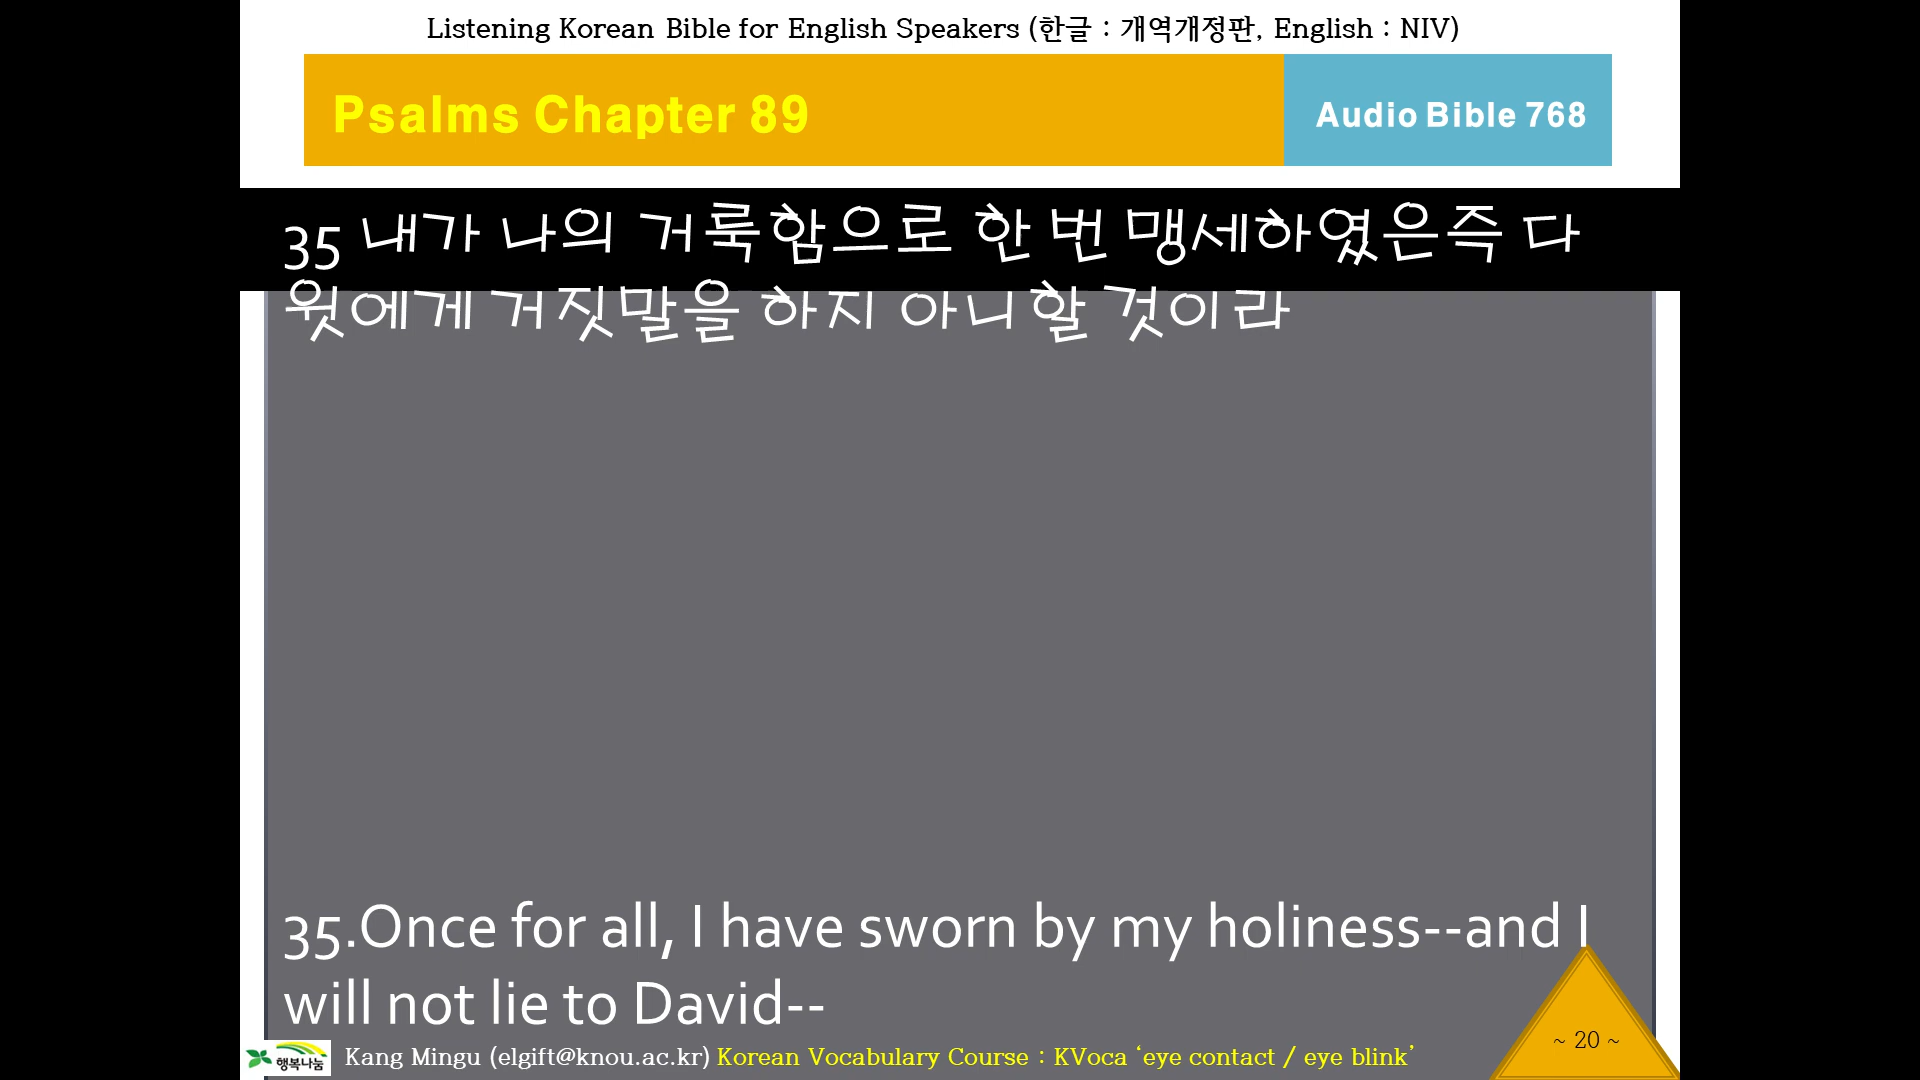 Listening Korean Bible for English Speakers (한글 : 개역개정판, English : NIV)
Psalms Chapter 89
Audio Bible 768
35 내가 나의 거룩함으로 한 번 맹세하였은즉 다
윗에게 거짓말을 하지 아니할 것이라
35.Once for all, I have sworn by my holiness--and I
will not lie to David--
~ 20 ~
행복나눔
Kang Mingu (elgift@knou.ac.kr) Korean Vocabulary Course : KVoca ‘eye contact / eye blink’